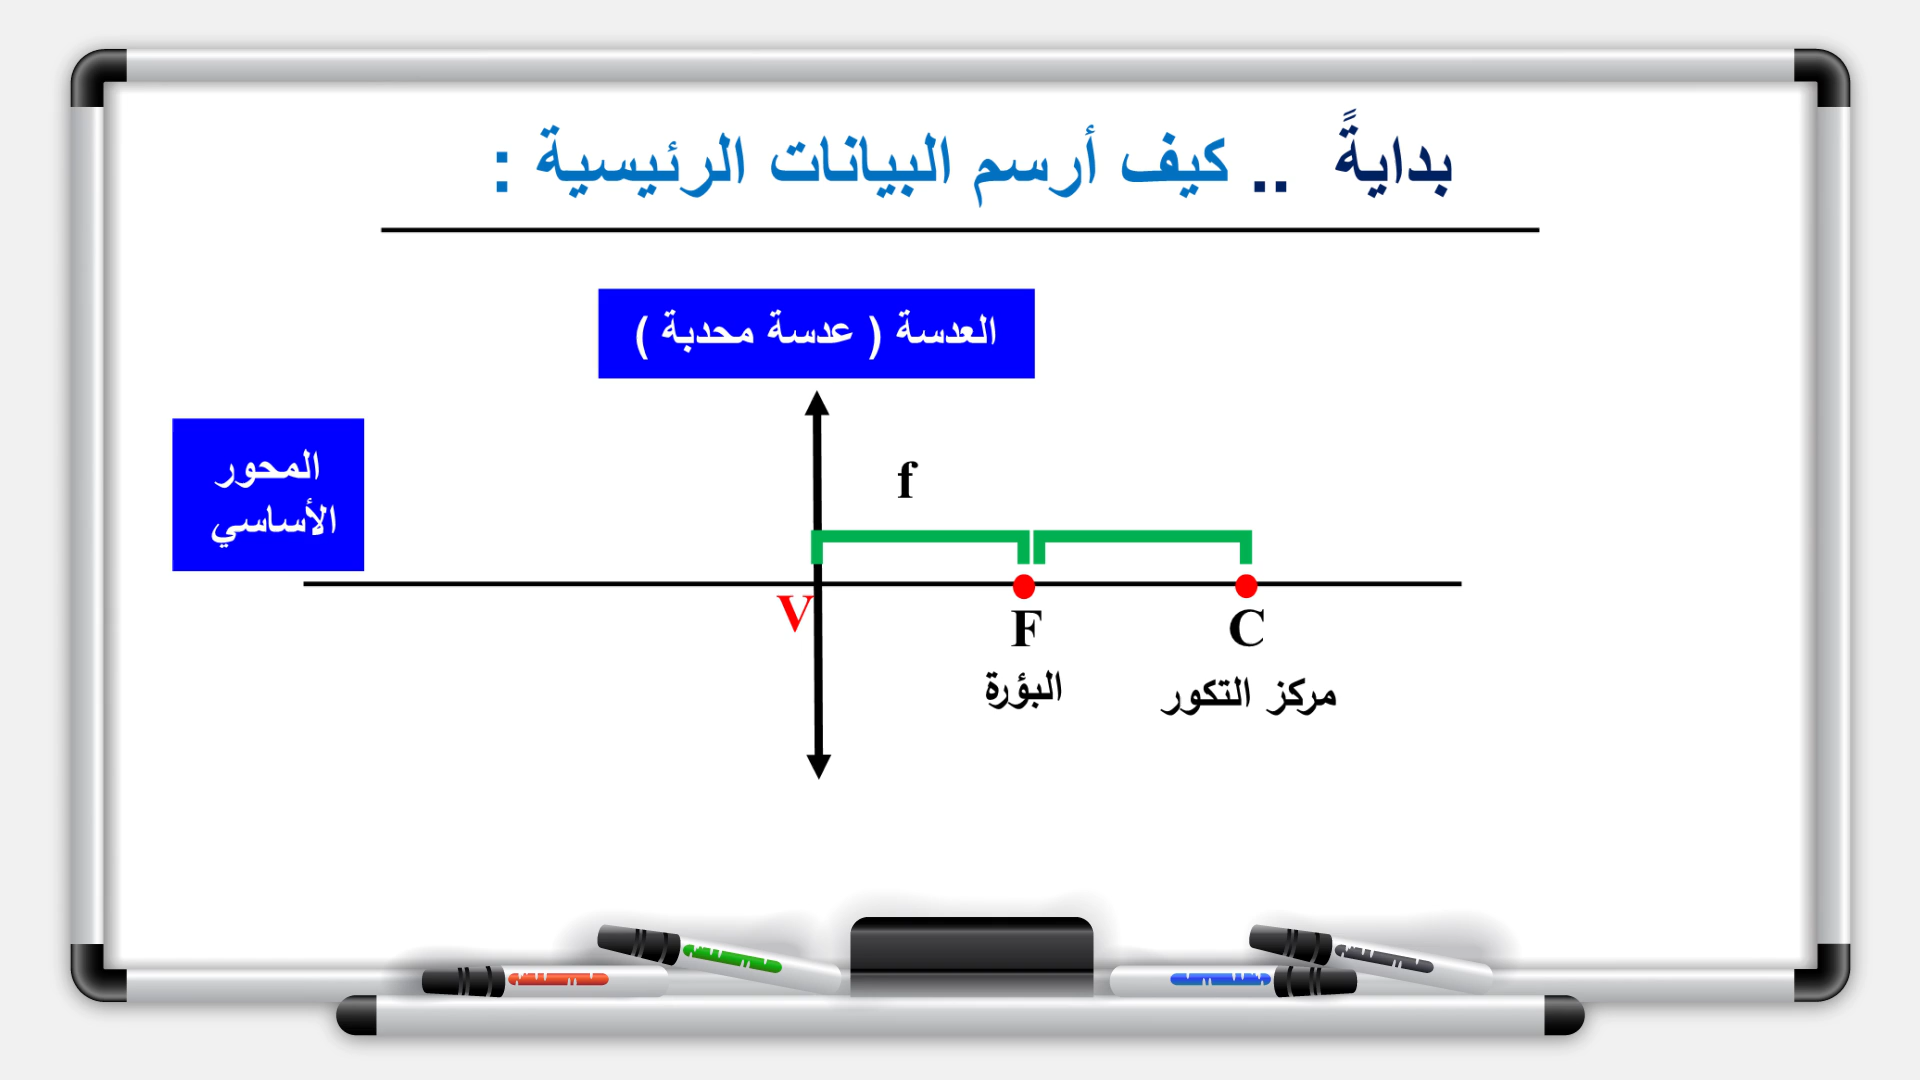 بدايةً .. كيف أرسم البيانات الرئيسية :
العدسة ( عدسة محدبة )
المحور
الأساسي
f
V
F
C
البؤرة
مركز التكور